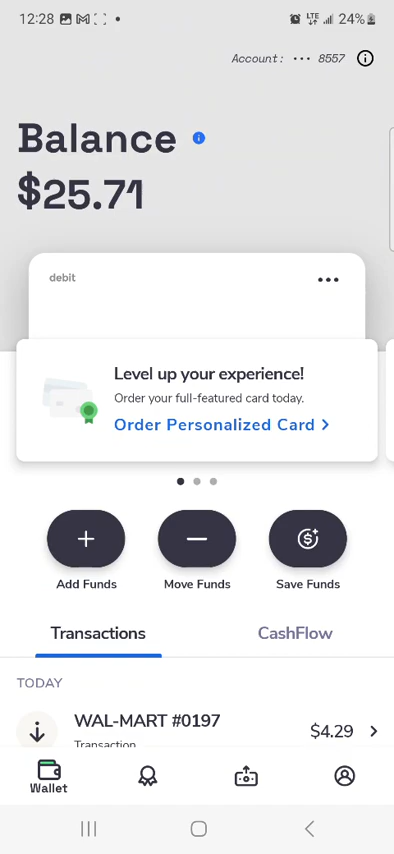 12:28 LTE 24%
Account: ••• 8557
Balance
$25.71
debit
Level up your experience!
Order your full-featured card today.
Order Personalized Card >
Add Funds Move Funds Save Funds
Transactions CashFlow
TODAY
WAL-MART #0197
$4.29
Transaction
Wallet